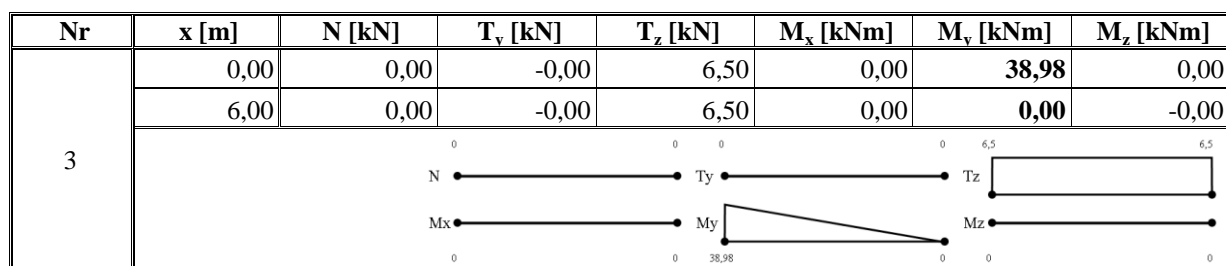 Nr x [m] N [kN] Ty [kN] Tz [kN] Mx [kNm] My [kNm] Mz [kNm]
0,00 0,00 -0,00 6,50 0,00 38,98 0,00
6,00 0,00 -0,00 6,50 0,00 0,00 -0,00
3
0 0 0 0 6,5 6,5
N Ty Tz
Mx My Mz
0 0 38,98 0 0 0